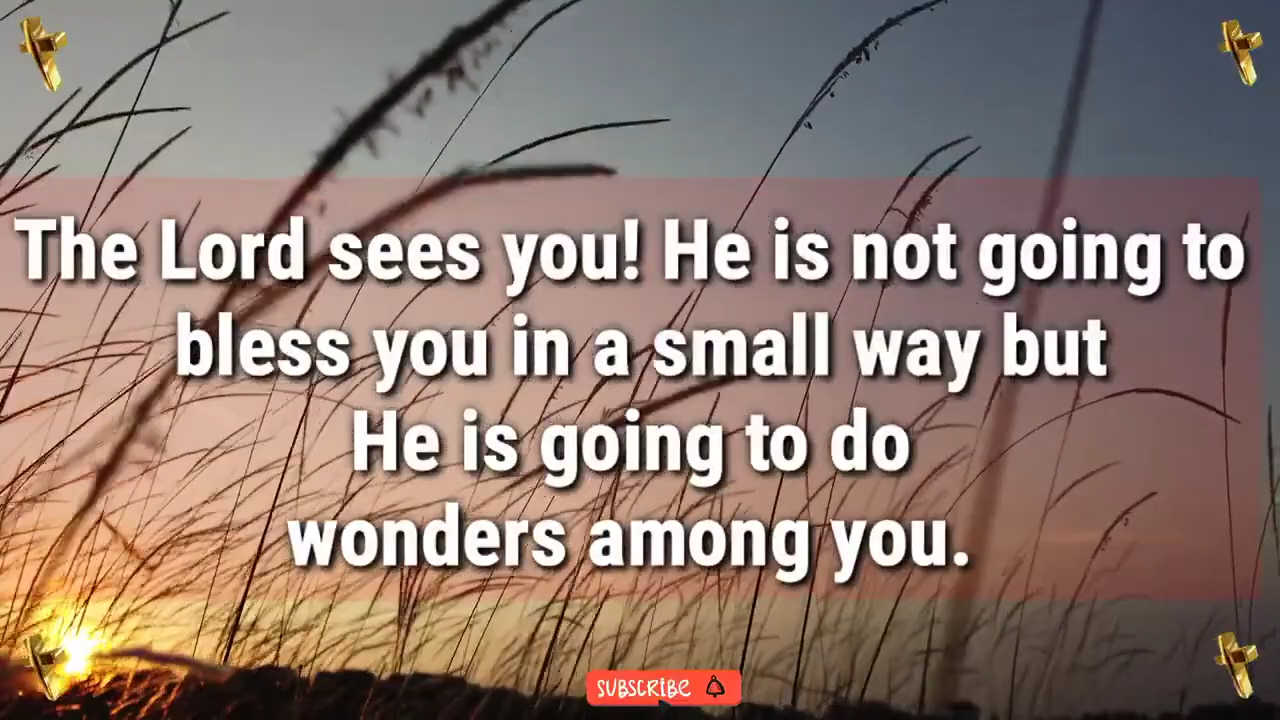 The Lord sees you! He is not going to
bless you in a small way but
He is going to do
wonders among you.
SUBSCRIBE